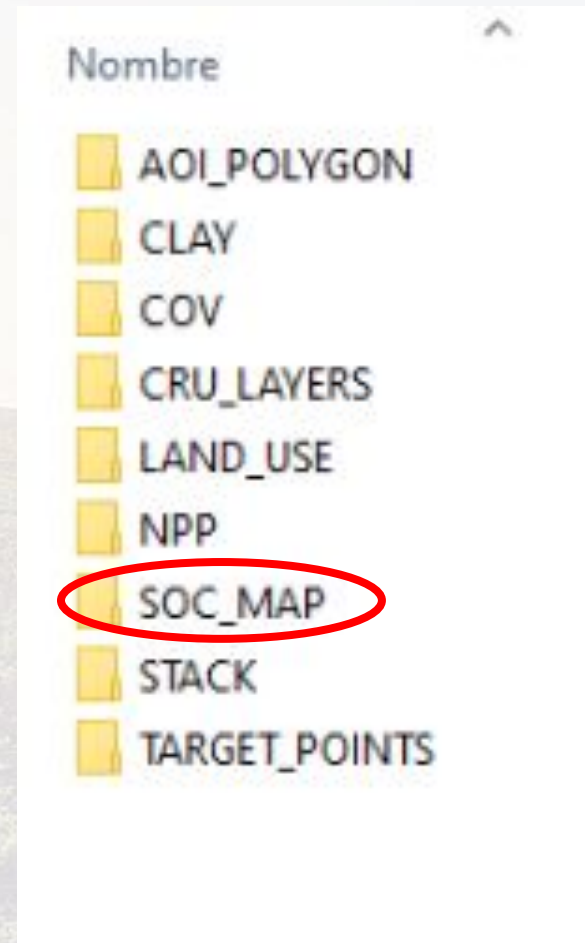 Nombre
AOI_POLYGON
CLAY
COV
CRU_LAYERS
LAND_USE
NPP
SOC_MAP
STACK
TARGET_POINTS